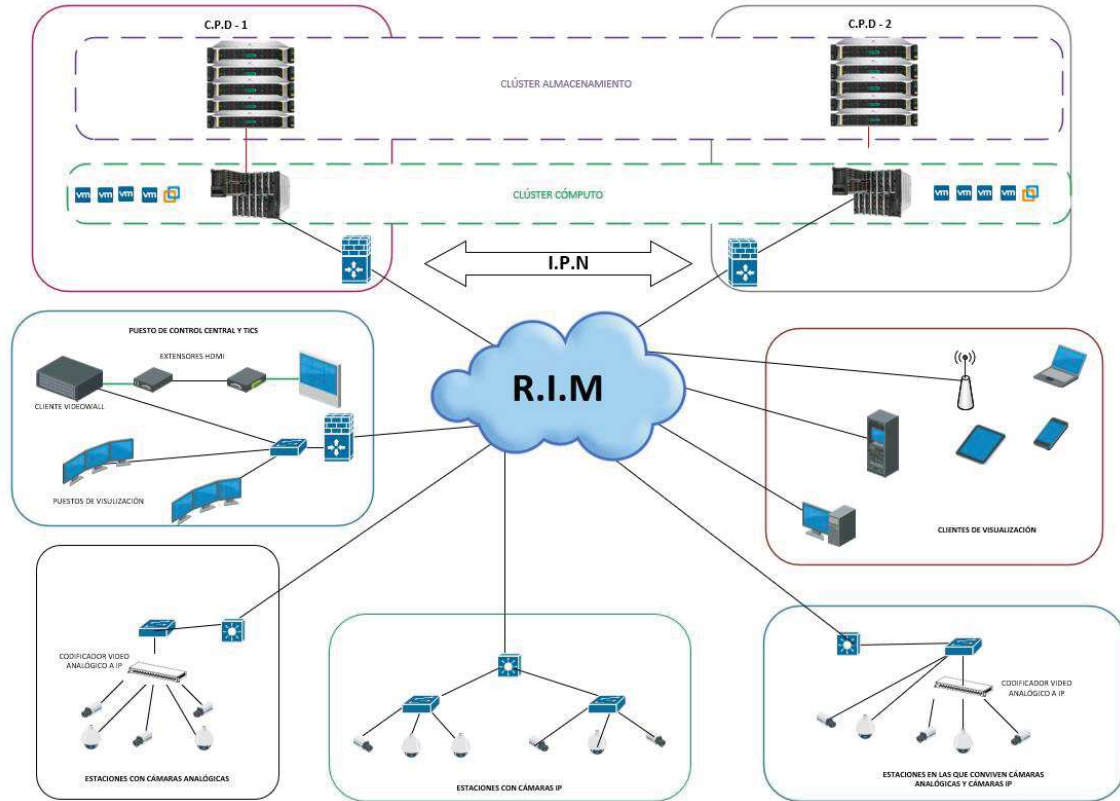 C.P.D - 1
C.P.D - 2
CLÚSTER ALMACENAMIENTO
vm vm vm vm
CLÚSTER CÓMPUTO
vm vm vm vm
I.P.N
PUESTO DE CONTROL CENTRAL Y TICS
EXTENSORES HDMI
CLIENTE VIDEOWALL
PUESTOS DE VISULIZACIÓN
R.I.M
CLIENTES DE VISUALIZACIÓN
CODIFICADOR VIDEO
ANALÓGICO A IP
ESTACIONES CON CÁMARAS ANALÓGICAS
ESTACIONES CON CÁMARAS IP
CODIFICADOR VIDEO
ANALÓGICO A IP
ESTACIONES EN LAS QUE CONVIVEN CÁMARAS
ANALÓGICAS Y CÁMARAS IP